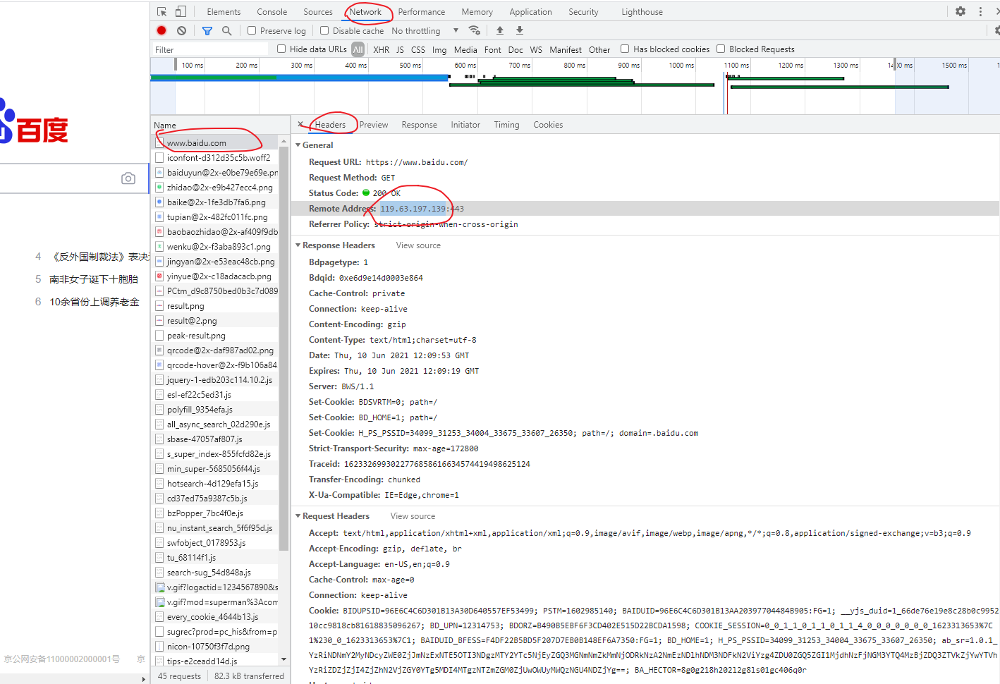 Elements Console Sources Network Performance Memory Application Security Lighthouse
Preserve log Disable cache No throttling
Filter Hide data URLs All XHR JS CSS Img Media Font Doc WS Manifest Other Has blocked cookies Blocked Requests
100 ms 200 ms 300 ms 400 ms 500 ms 600 ms 700 ms 800 ms 900 ms 1000 ms 1100 ms 1200 ms 1300 ms 1500 ms
百度
4 《反外国制裁法》表决
5 南非女子诞下十胞胎
6 10余省份上调养老金
京公网安备11000002000001号 京
Name
www.baidu.com
iconfont-d312d35c5b.woff2
baiduyun@2x-e0be79e69e.pn
zhidao@2x-e9b427ecc4.png
baike@2x-1fe3db7fa6.png
tupian@2x-482fc011fc.png
baobaozhidao@2x-af409f9db
wenku@2x-f3aba893c1.png
jingyan@2x-e53eac48cb.png
yinyue@2x-c18adacacb.png
PCtm_d9c8750bed0b3c7d089
result.png
result@2.png
peak-result.png
qrcode@2x-daf987ad02.png
qrcode-hover@2x-f9b106a84
jquery-1-edb203c114.10.2.js
esl-ef22c5ed31.js
polyfill_9354efa.js
all_async_search_02d290e.js
sbase-47057af807.js
s_super_index-855fcfd82e.js
min_super-5685056f44.js
hotsearch-4d129efa15.js
cd37ed75a9387c5b.js
bzPopper_7bc4f0e.js
nu_instant_search_5f6f95d.js
swfobject_0178953.js
tu_68114f1.js
search-sug_54d848a.js
v.gif?logactid=1234567890&s
v.gif?mod=superman%3Acom
every_cookie_4644b13.js
sugrec?prod=pc_his&from=p
nicon-10750f3f7d.png
tips-e2ceadd14d.js
45 requests 82.3 kB transferred
Headers Preview Response Initiator Timing Cookies
General
Request URL: https://www.baidu.com/
Request Method: GET
Status Code: 200 OK
Remote Address: 119.63.197.139:443
Referrer Policy: strict-origin-when-cross-origin
Response Headers View source
Bdpagetype: 1
Bdqid: 0xe6d9e14d0003e864
Cache-Control: private
Connection: keep-alive
Content-Encoding: gzip
Content-Type: text/html;charset=utf-8
Date: Thu, 10 Jun 2021 12:09:53 GMT
Expires: Thu, 10 Jun 2021 12:09:19 GMT
Server: BWS/1.1
Set-Cookie: BDSVRTM=0; path=/
Set-Cookie: BD_HOME=1; path=/
Set-Cookie: H_PS_PSSID=34099_31253_34004_33675_33607_26350; path=/; domain=.baidu.com
Strict-Transport-Security: max-age=172800
Traceid: 1623326993022776858616634574419498625124
Transfer-Encoding: chunked
X-Ua-Compatible: IE=Edge,chrome=1
Request Headers View source
Accept: text/html,application/xhtml+xml,application/xml;q=0.9,image/avif,image/webp,image/apng,*/*;q=0.8,application/signed-exchange;v=b3;q=0.9
Accept-Encoding: gzip, deflate, br
Accept-Language: en-US,en;q=0.9
Cache-Control: max-age=0
Connection: keep-alive
Cookie: BIDUPSID=96E6C4C6D301B13A30D640557EF53499; PSTM=1602985140; BAIDUID=96E6C4C6D301B13AA20397704484B905:FG=1; __yjs_duid=1_66de76e19e8c28b0c9952
10cc9818cb81618835096267; BD_UPN=12314753; BDORZ=B490B5EBF6F3CD402E515D22BCDA1598; COOKIE_SESSION=0_0_1_1_0_1_1_0_1_1_4_0_0_0_0_0_0_0_1623313653%7C
1%230_0_1623313653%7C1; BAIDUID_BFESS=F4DF22B5BD5F207D7EB0B148EF6A7350:FG=1; BD_HOME=1; H_PS_PSSID=34099_31253_34004_33675_33607_26350; ab_sr=1.0.1_
YzRiNDNmY2MyNDcyZWE0ZjJmNzExNTE5OTI3NDgzMTY2YTc5NjEyZGQ3MGNmNmZkMmNjODRkNzA2NmEzNDlhNDM3NDFkN2ViYzg4ZDU0ZGQ5ZGI1MjdhNzFjNGM3YTQ4MzBjZDQ3ZTVkZjYwYTVh
YzRiZDZjZjI4ZjZhN2VjZGY0YTg5MDI4MTgzNTZmZGM0ZjUwOWUyMWQzNGU4NDZjYg==; BA_HECTOR=8g0g218h202l2g8ls01gc406q0r